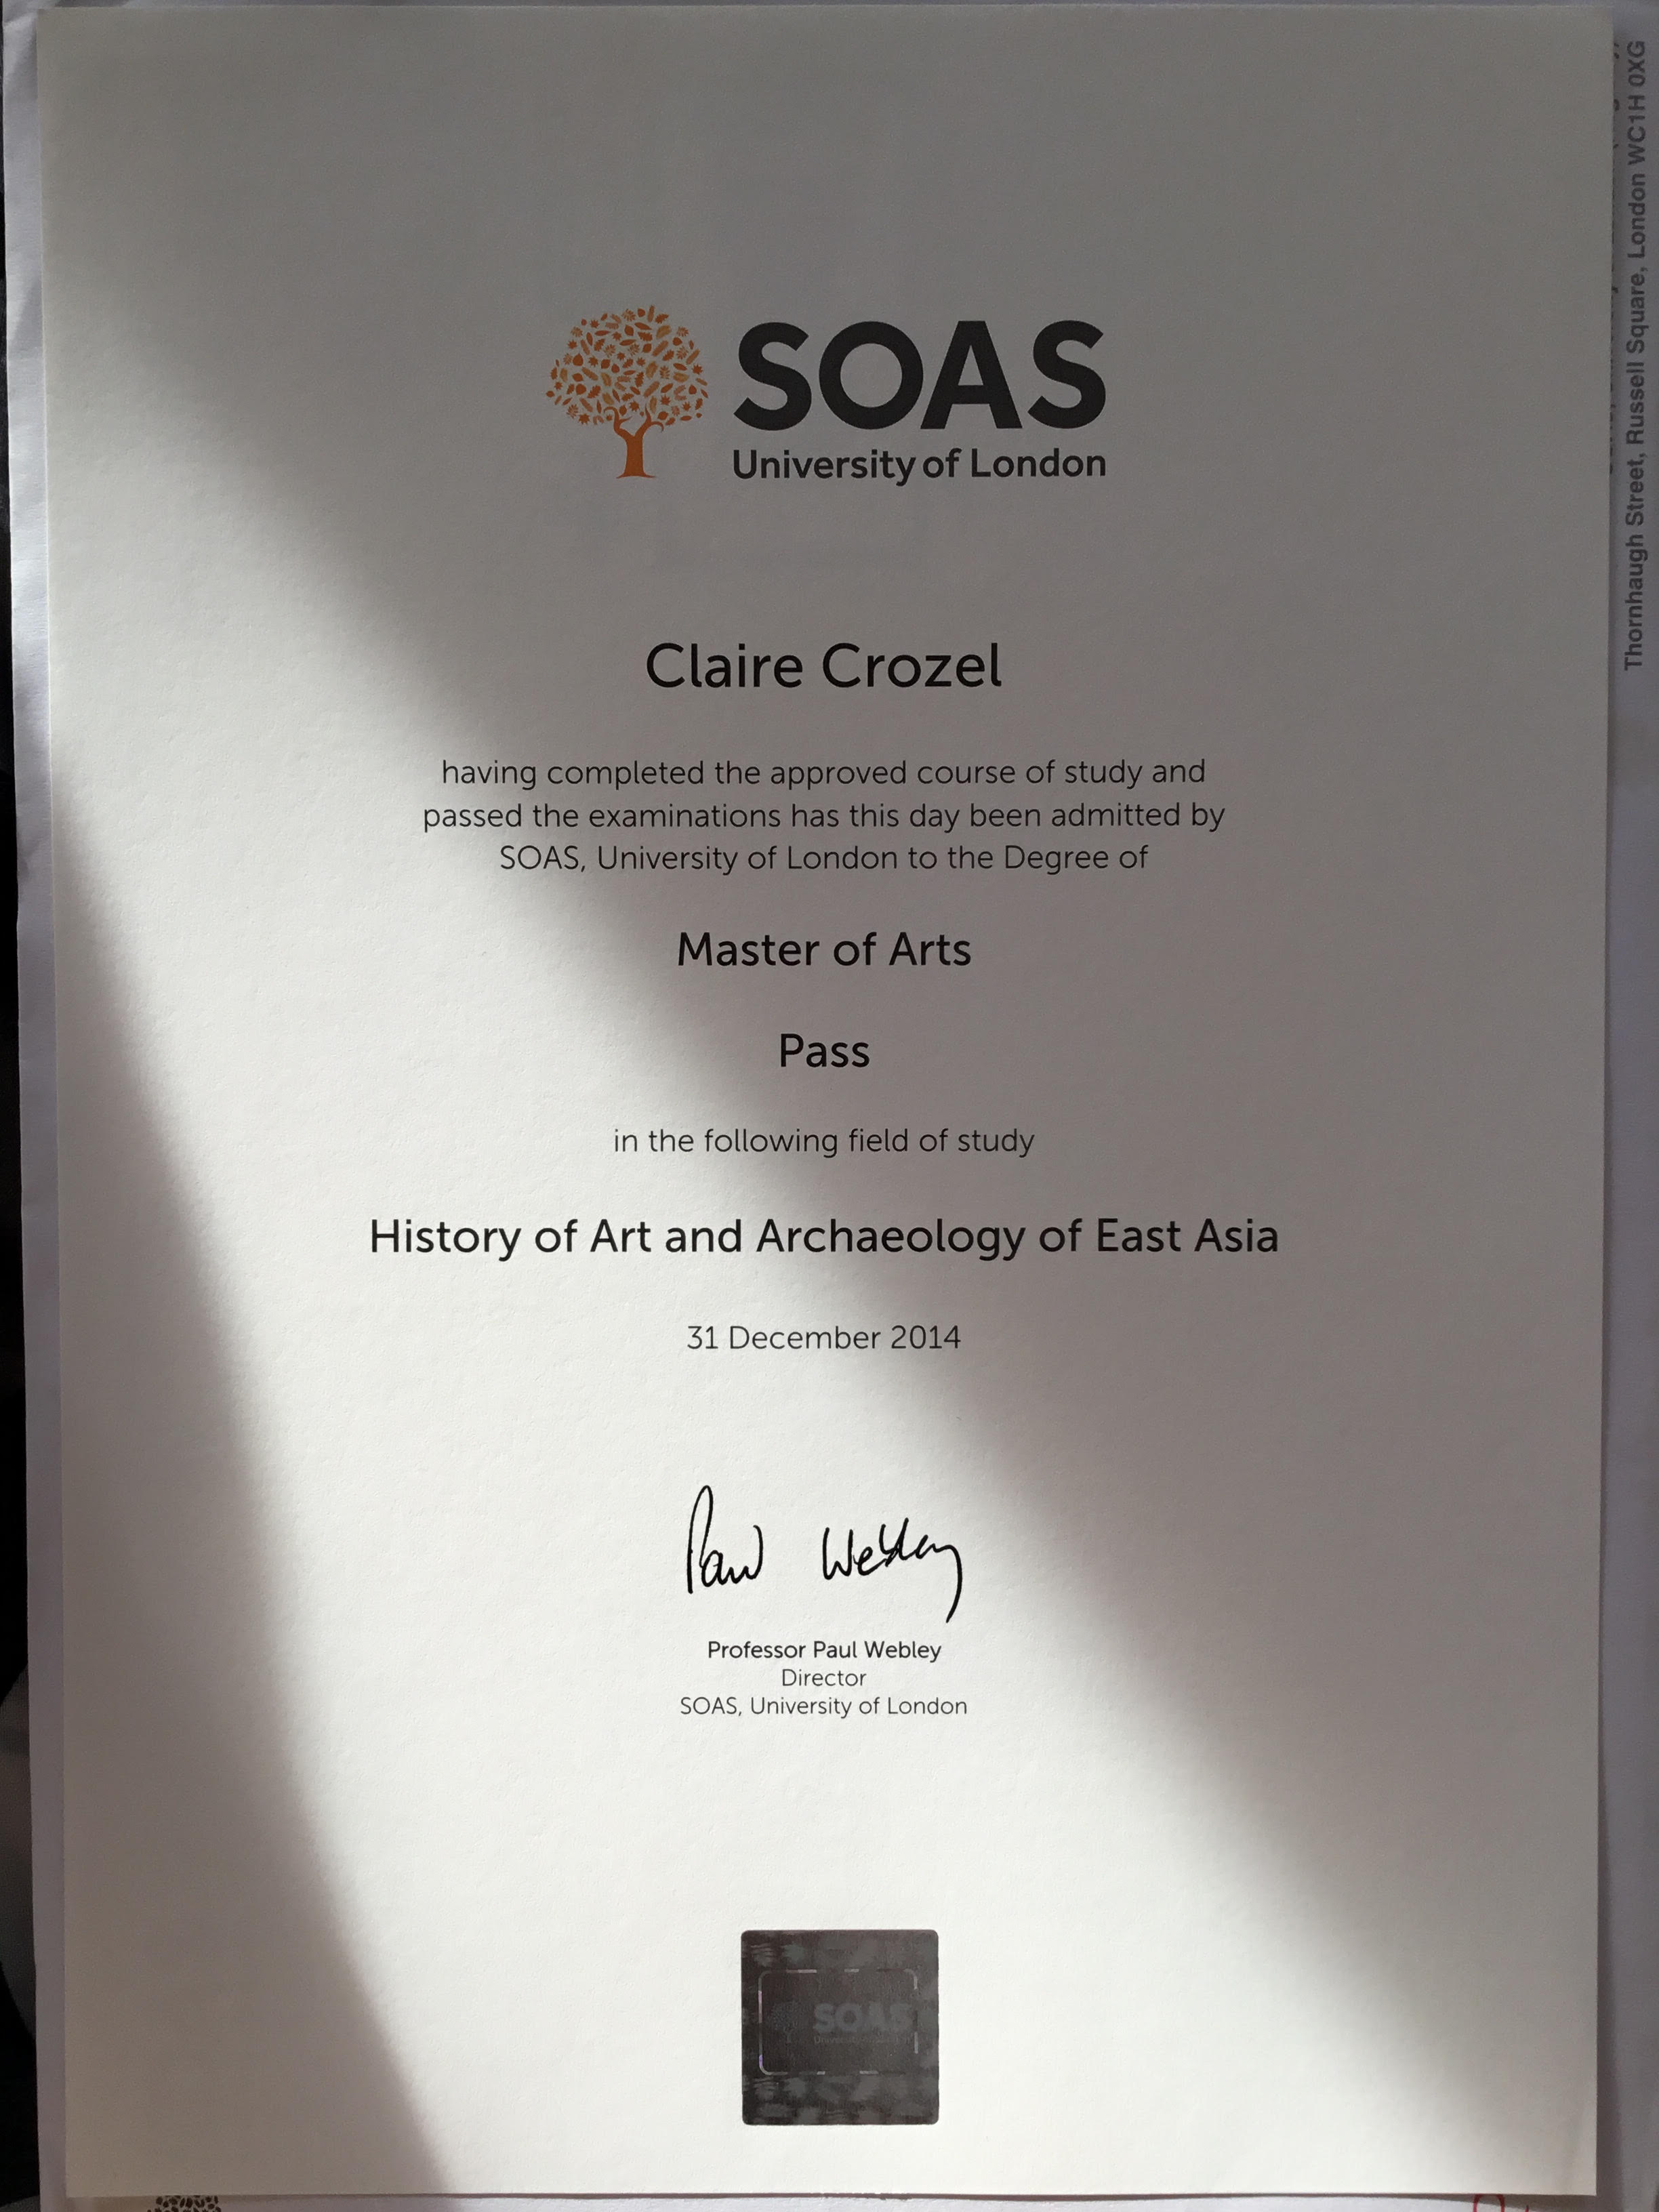 SOAS
University of London
Claire Crozel
having completed the approved course of study and
passed the examinations has this day been admitted by
SOAS, University of London to the Degree of
Master of Arts
Pass
in the following field of study
History of Art and Archaeology of East Asia
31 December 2014
Paul Webley
Professor Paul Webley
Director
SOAS, University of London
SOAS
Thornhaugh Street, Russell Square, London WC1H 0XG